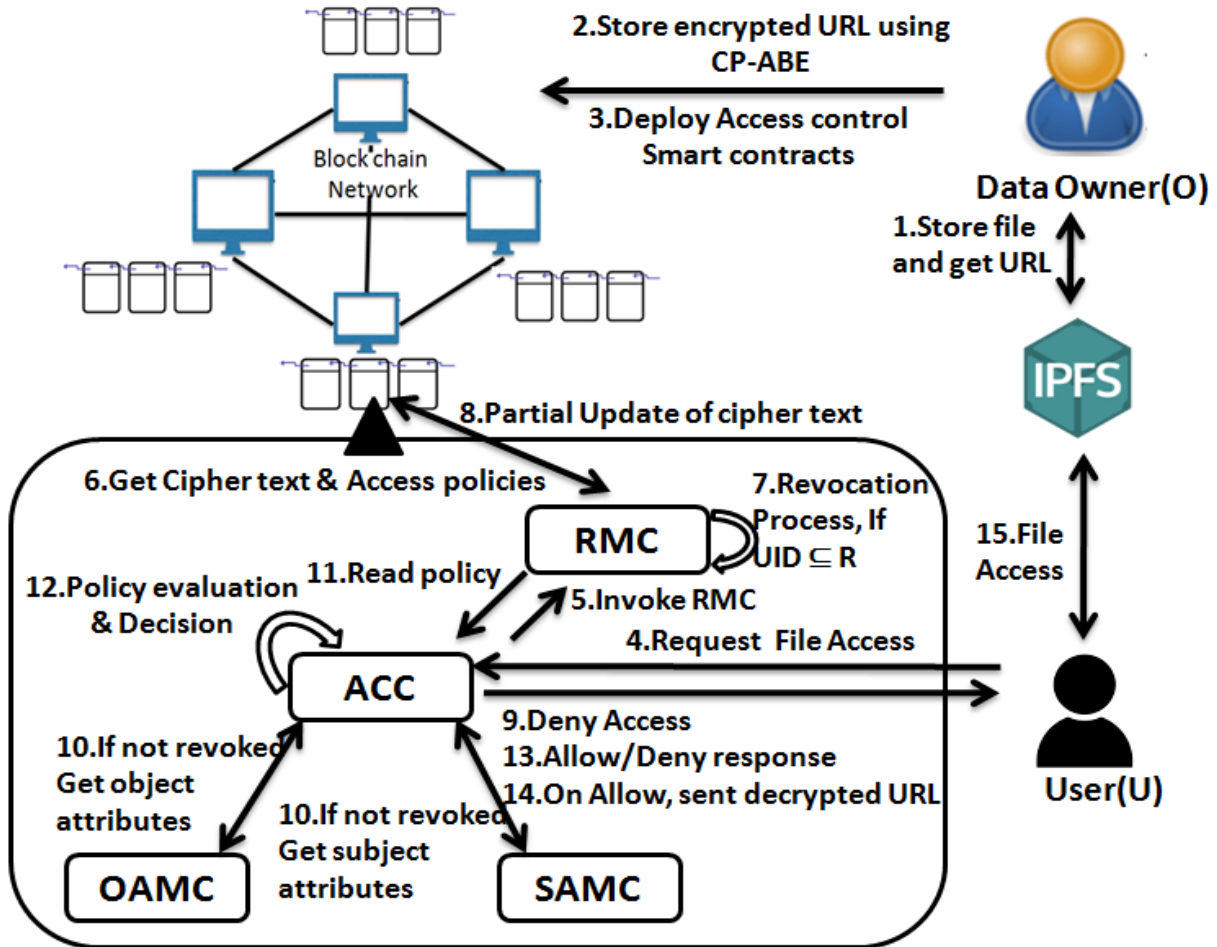 2.Store encrypted URL using
CP-ABE
3.Deploy Access control
Smart contracts
Block chain
Network
Data Owner(O)
1.Store file
and get URL
IPFS
8.Partial Update of cipher text
6.Get Cipher text & Access policies
7.Revocation
Process, If
UID ⊆ R
RMC
15.File
Access
11.Read policy
12.Policy evaluation
& Decision
5.Invoke RMC
4.Request File Access
ACC
9.Deny Access
13.Allow/Deny response
14.On Allow, sent decrypted URL
User(U)
10.If not revoked
Get object
attributes
10.If not revoked
Get subject
attributes
OAMC
SAMC